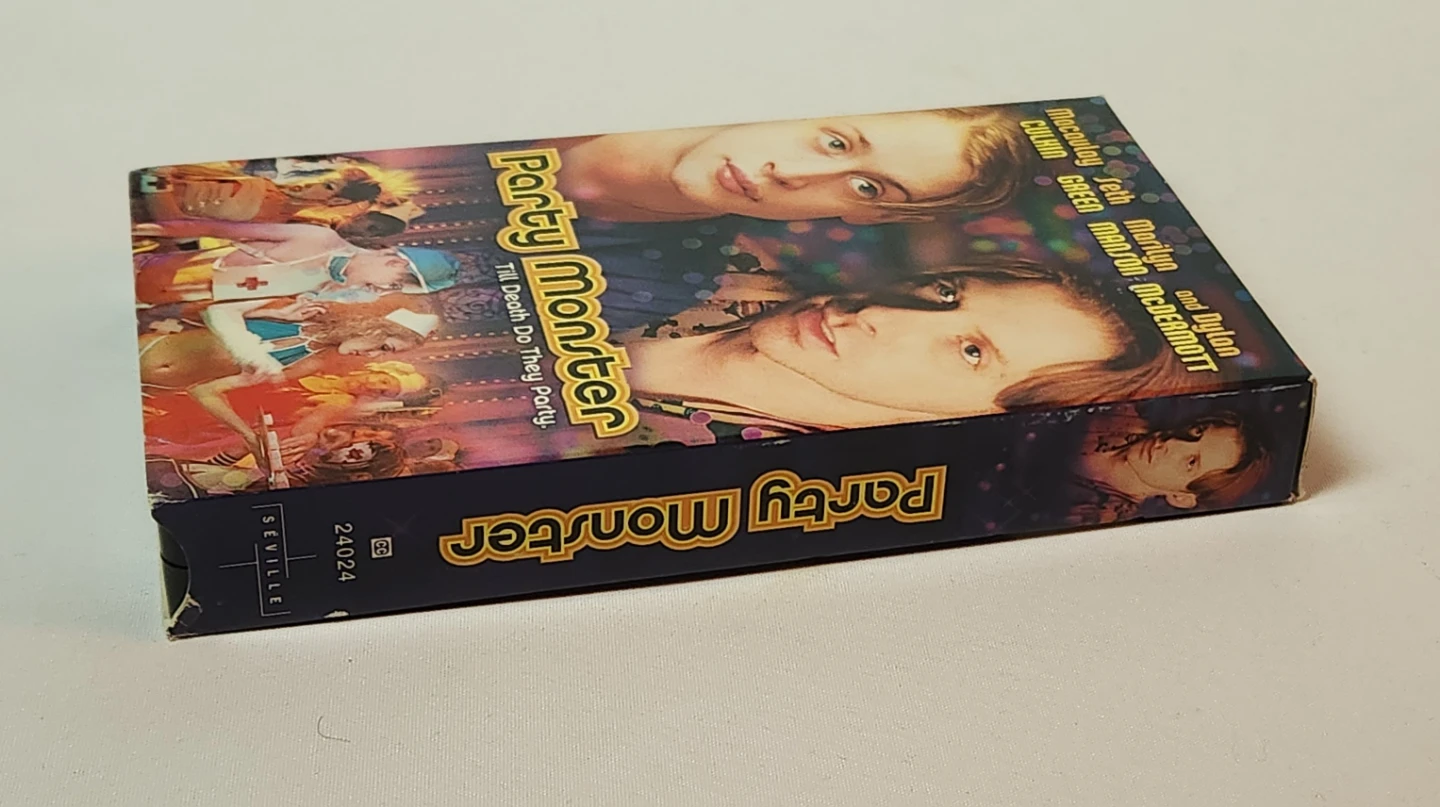 Macaulay
CULKIN
Seth
GREEN
Marilyn
MANSON
and Dylan
McDERMOTT
Party Monster
Till Death Do They Party.
Party Monster
CC
24024
SÉVILLE